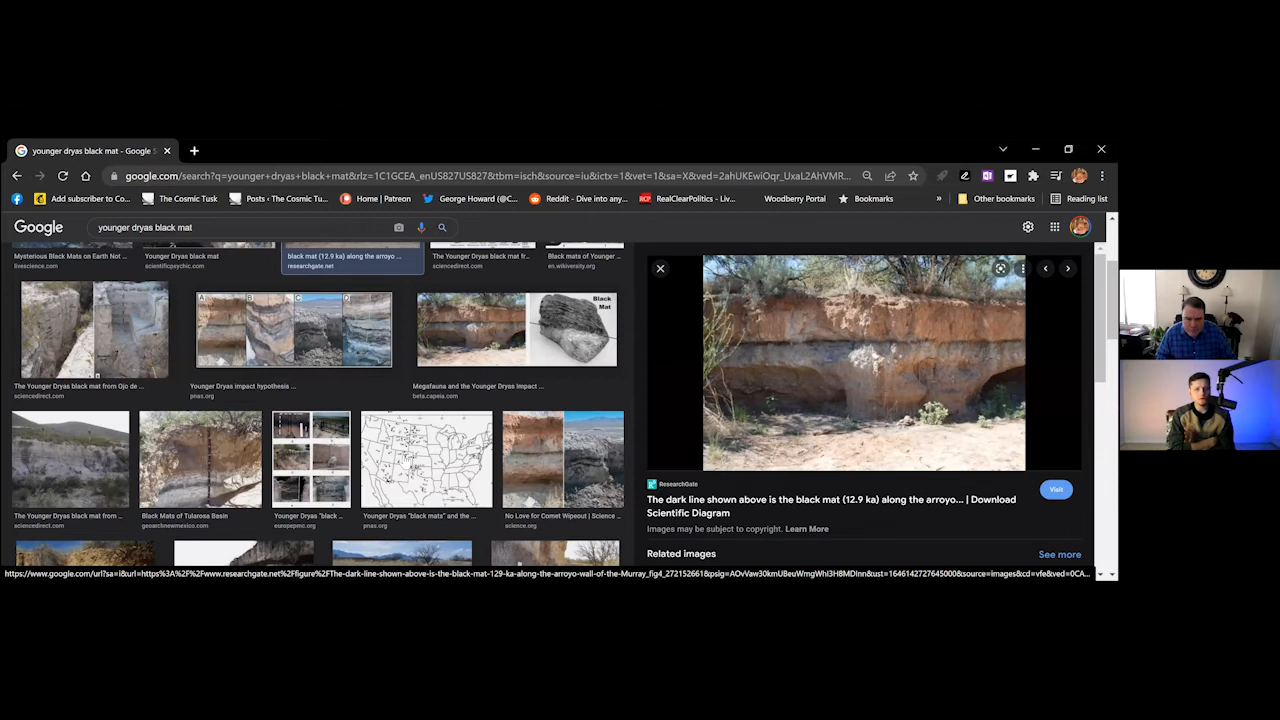 younger dryas black mat - Google S
google.com/search?q=younger+dryas+black+mat&rlz=1C1GCEA_enUS827US827&tbm=isch&source=iu&ictx=1&vet=1&sa=X&ved=2ahUKEwiOqr_UxaL2AhVMR...
Add subscriber to Co... The Cosmic Tusk Posts ‹ The Cosmic Tu... Home | Patreon George Howard (@C... Reddit - Dive into any... RCP RealClearPolitics - Liv... Woodberry Portal Bookmarks » Other bookmarks Reading list
Google younger dryas black mat
Mysterious Black Mats on Earth Not ... Younger Dryas black mat black mat (12.9 ka) along the arroyo ... The Younger Dryas black mat fr... Black mats of Younger ...
livescience.com scientificpsychic.com researchgate.net sciencedirect.com en.wikiversity.org
A B C D
Black
Mat
The Younger Dryas black mat from Ojo de ... Younger Dryas impact hypothesis ... Megafauna and the Younger Dryas Impact ...
sciencedirect.com pnas.org beta.capeia.com
The Younger Dryas black mat from ... Black Mats of Tularosa Basin Younger Dryas "black ... Younger Dryas "black mats" and the ... No Love for Comet Wipeout | Science ...
sciencedirect.com geoarchnewmexico.com europepmc.org pnas.org science.org
ResearchGate
The dark line shown above is the black mat (12.9 ka) along the arroyo... | Download
Scientific Diagram
Visit
Images may be subject to copyright. Learn More
Related images See more